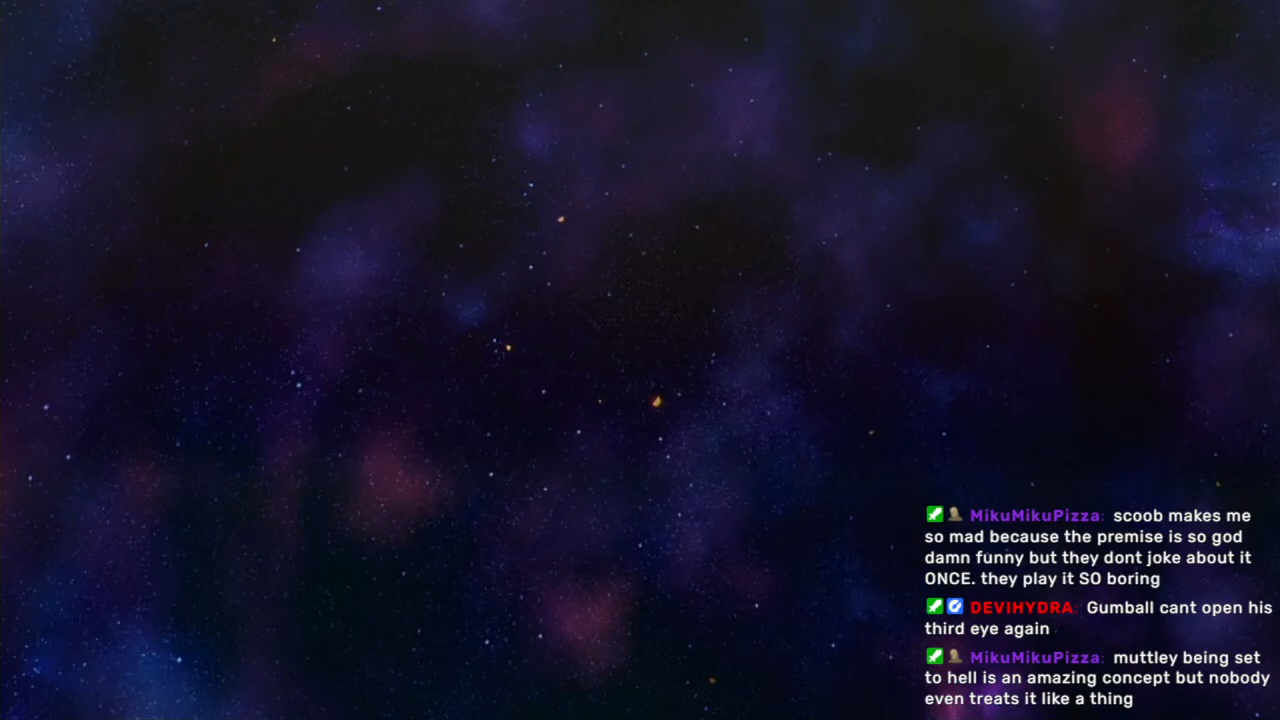 MikuMikuPizza: scoob makes me
so mad because the premise is so god
damn funny but they dont joke about it
ONCE. they play it SO boring
DEVIHYDRA: Gumball cant open his
third eye again
MikuMikuPizza: muttley being set
to hell is an amazing concept but nobody
even treats it like a thing